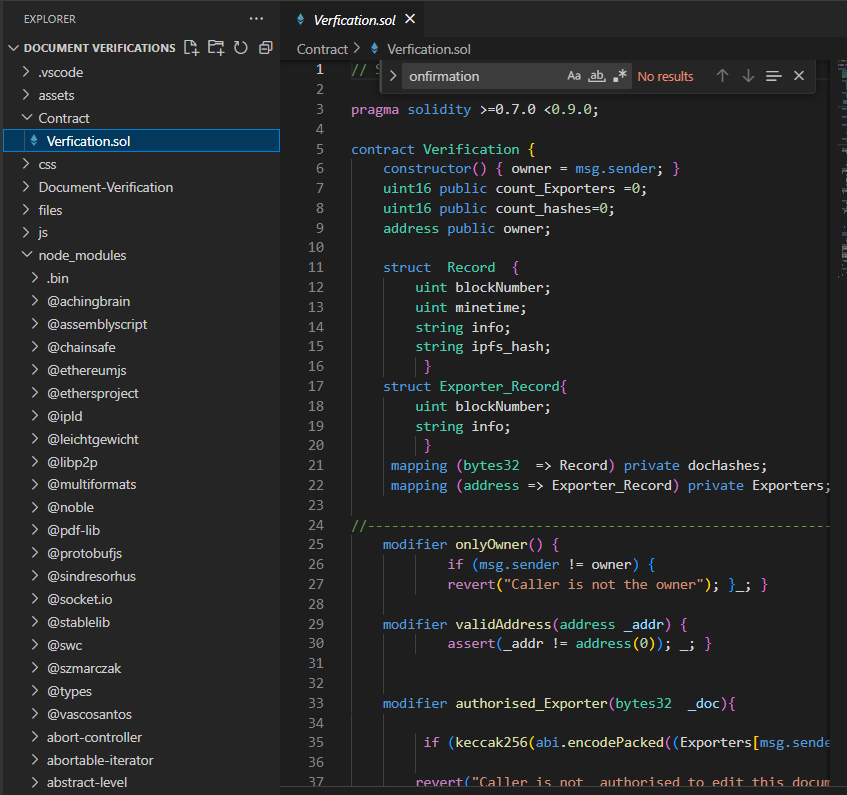 EXPLORER
DOCUMENT VERIFICATIONS
.vscode
assets
Contract
Verfication.sol
css
Document-Verification
files
js
node_modules
.bin
@achingbrain
@assemblyscript
@chainsafe
@ethereumjs
@ethersproject
@ipld
@leichtgewicht
@libp2p
@multiformats
@noble
@pdf-lib
@protobufjs
@sindresorhus
@socket.io
@stablelib
@swc
@szmarczak
@types
@vascosantos
abort-controller
abortable-iterator
abstract-level
Verfication.sol
Contract > Verfication.sol
onfirmation Aa ab .* No results
1 //
2
3 pragma solidity >=0.7.0 <0.9.0;
4
5 contract Verification {
6 constructor() { owner = msg.sender; }
7 uint16 public count_Exporters =0;
8 uint16 public count_hashes=0;
9 address public owner;
10
11 struct  Record  {
12 uint blockNumber;
13 uint minetime;
14 string info;
15 string ipfs_hash;
16 }
17 struct Exporter_Record{
18 uint blockNumber;
19 string info;
20 }
21 mapping (bytes32  => Record) private docHashes;
22 mapping (address => Exporter_Record) private Exporters;
23
24 //----------------------------------------------------------
25 modifier onlyOwner() {
26 if (msg.sender != owner) {
27 revert("Caller is not the owner"); }_; }
28
29 modifier validAddress(address _addr) {
30 assert(_addr != address(0)); _; }
31
32
33 modifier authorised_Exporter(bytes32  _doc){
34
35 if (keccak256(abi.encodePacked((Exporters[msg.sende
36
37 revert("Caller is not  authorised to edit this docum